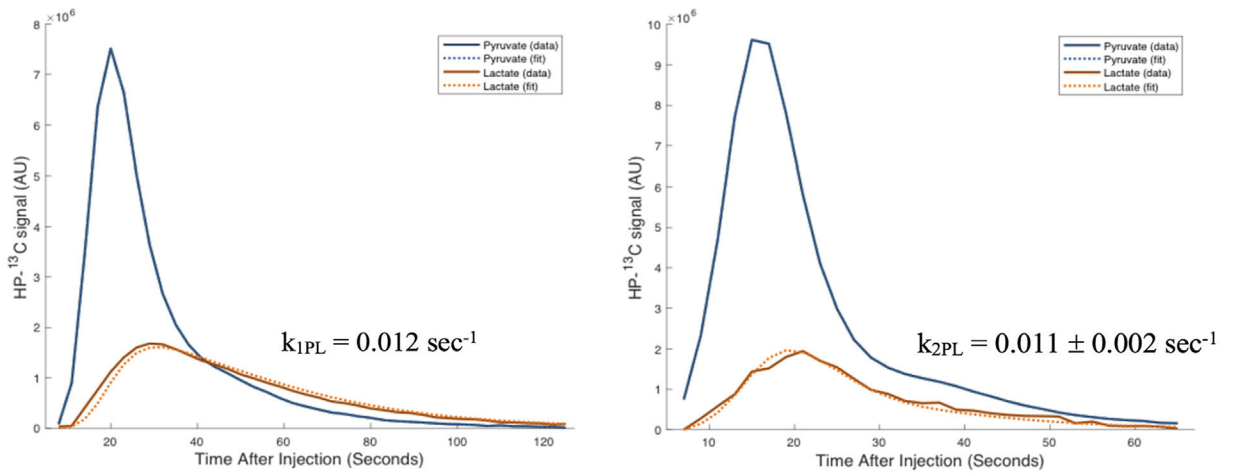 ×10⁶
8
7
6
5
4
3
2
1
0
HP-¹³C signal (AU)
20 40 60 80 100 120
Time After Injection (Seconds)
Pyruvate (data)
Pyruvate (fit)
Lactate (data)
Lactate (fit)
k₁PL = 0.012 sec⁻¹
×10⁶
10
9
8
7
6
5
4
3
2
1
0
HP-¹³C signal (AU)
10 20 30 40 50 60
Time After Injection (Seconds)
Pyruvate (data)
Pyruvate (fit)
Lactate (data)
Lactate (fit)
k₂PL = 0.011 ± 0.002 sec⁻¹